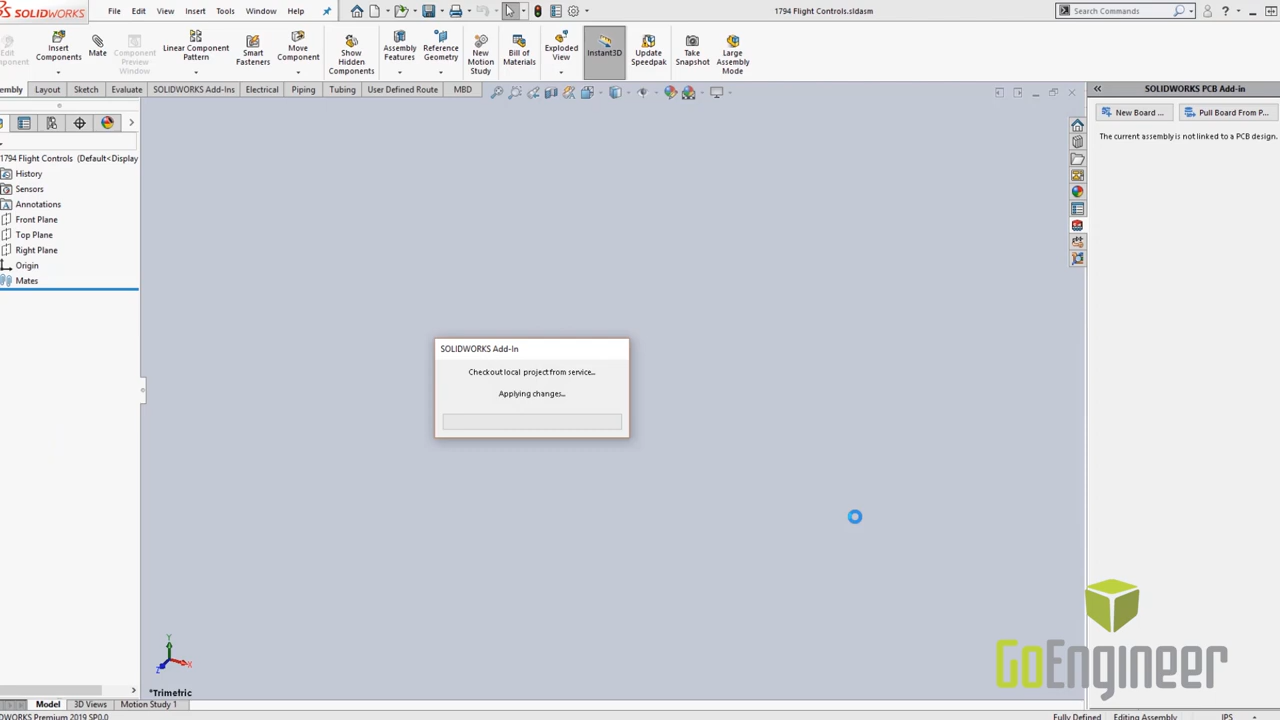 SOLIDWORKS
File Edit View Insert Tools Window Help
1794 Flight Controls.sldasm
Search Commands
Insert Components
Mate
Component Preview Window
Linear Component Pattern
Smart Fasteners
Move Component
Show Hidden Components
Assembly Features
Reference Geometry
New Motion Study
Bill of Materials
Exploded View
Instant3D
Update Speedpak
Take Snapshot
Large Assembly Mode
Layout Sketch Evaluate SOLIDWORKS Add-Ins Electrical Piping Tubing User Defined Route MBD
SOLIDWORKS PCB Add-in
New Board ... Pull Board From P...
The current assembly is not linked to a PCB design.
1794 Flight Controls (Default<Display
History
Sensors
Annotations
Front Plane
Top Plane
Right Plane
Origin
Mates
SOLIDWORKS Add-In
Checkout local project from service...
Applying changes...
Y
X
Z
*Trimetric
GoEngineer
Model 3D Views Motion Study 1
DWORKS Premium 2019 SP0.0
Fully Defined Editing Assembly IPS